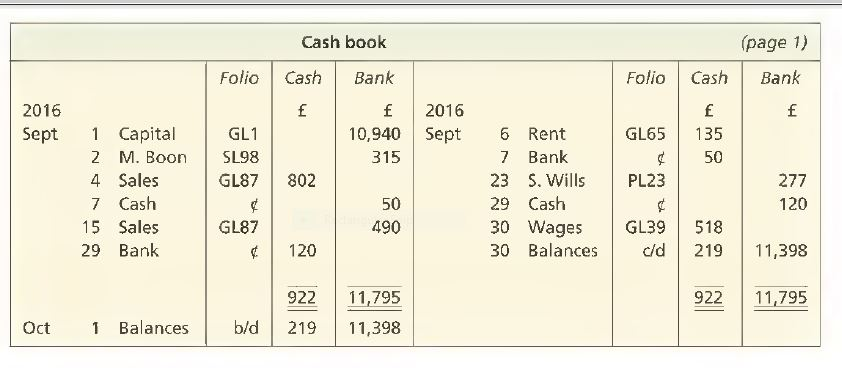 Cash book (page 1)
Folio Cash Bank Folio Cash Bank
2016 £ £ 2016 £ £
Sept 1 Capital GL1 10,940 Sept 6 Rent GL65 135
2 M. Boon SL98 315 7 Bank ¢ 50
4 Sales GL87 802 23 S. Wills PL23 277
7 Cash ¢ 50 29 Cash ¢ 120
15 Sales GL87 490 30 Wages GL39 518
29 Bank ¢ 120 30 Balances c/d 219 11,398
922 11,795 922 11,795
Oct 1 Balances b/d 219 11,398